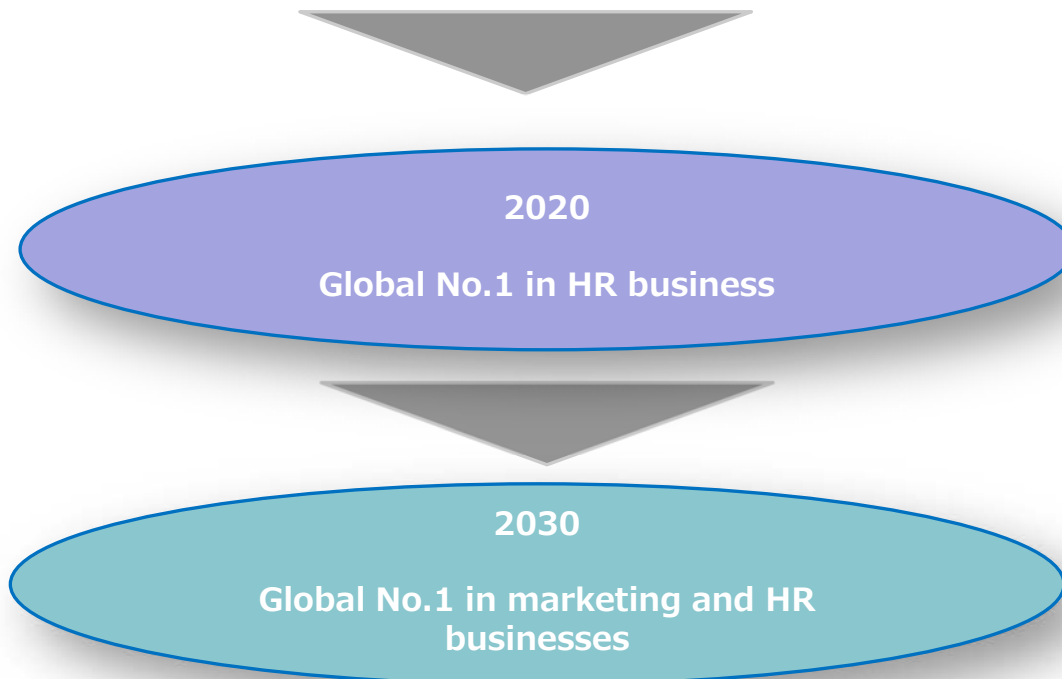 2020
Global No.1 in HR business
2030
Global No.1 in marketing and HR
businesses